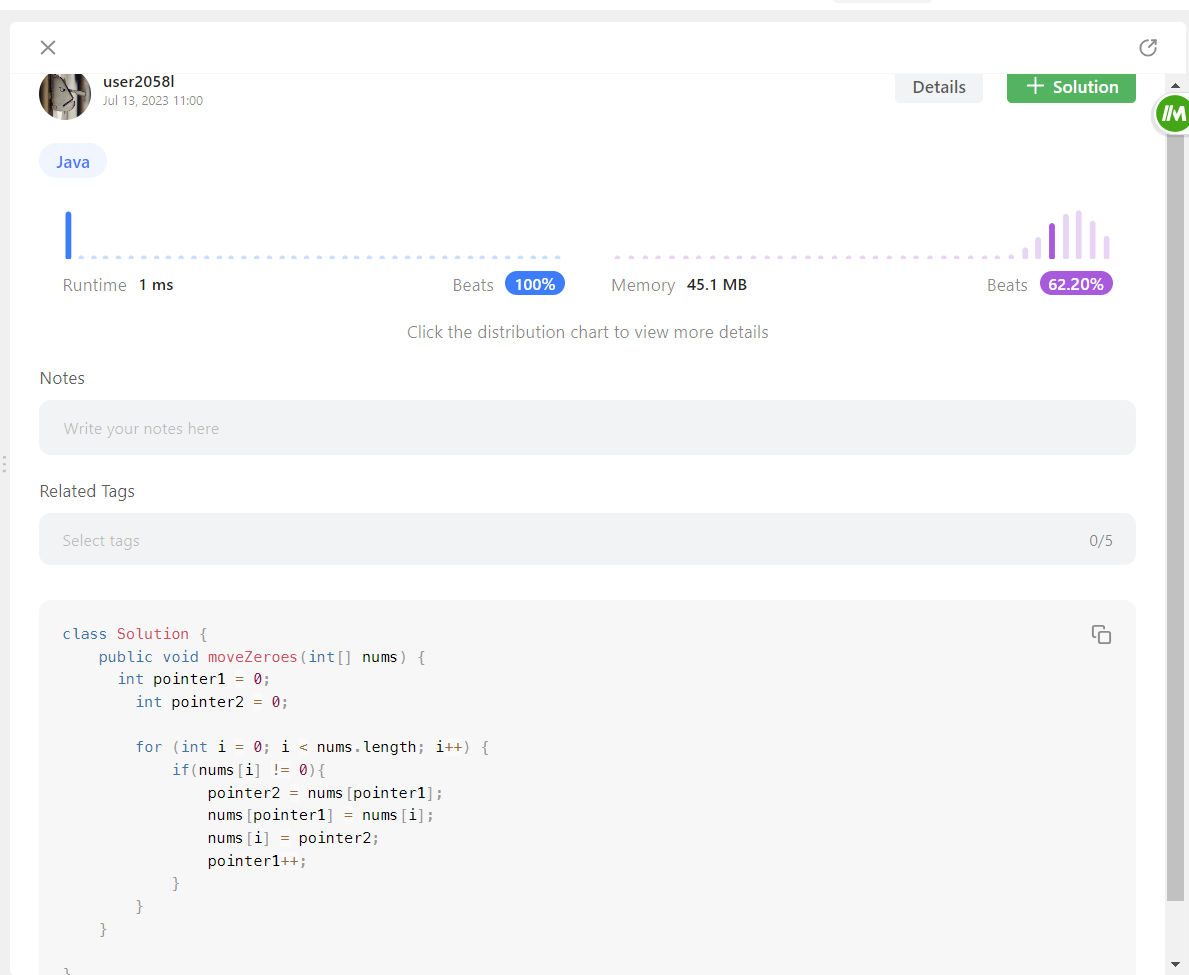 user2058l
Jul 13, 2023 11:00
Details
+ Solution
Java
Runtime 1 ms
Beats 100%
Memory 45.1 MB
Beats 62.20%
Click the distribution chart to view more details
Notes
Write your notes here
Related Tags
Select tags
0/5
class Solution {
    public void moveZeroes(int[] nums) {
      int pointer1 = 0;
        int pointer2 = 0;

        for (int i = 0; i < nums.length; i++) {
            if(nums[i] != 0){
                pointer2 = nums[pointer1];
                nums[pointer1] = nums[i];
                nums[i] = pointer2;
                pointer1++;
            }
        }
    }

}